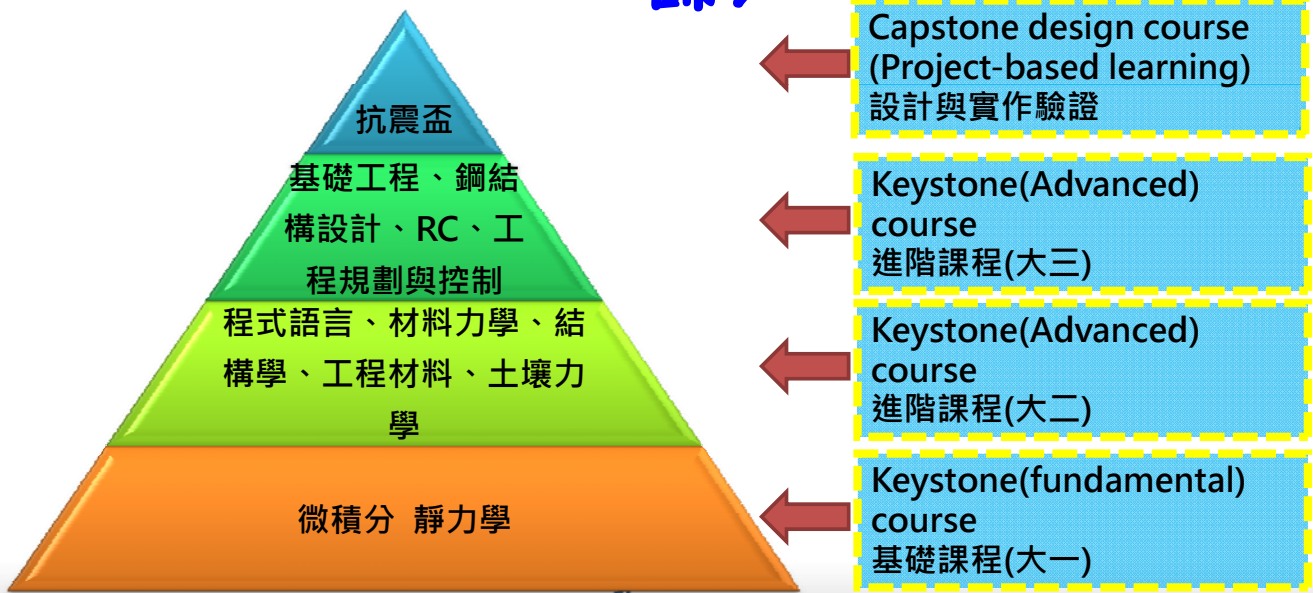 Capstone design course
(Project-based learning)
設計與實作驗證
抗震盃
Keystone(Advanced)
course
進階課程(大三)
基礎工程、鋼結
構設計、RC、工
程規劃與控制
Keystone(Advanced)
course
進階課程(大二)
程式語言、材料力學、結
構學、工程材料、土壤力
學
Keystone(fundamental)
course
基礎課程(大一)
微積分 靜力學